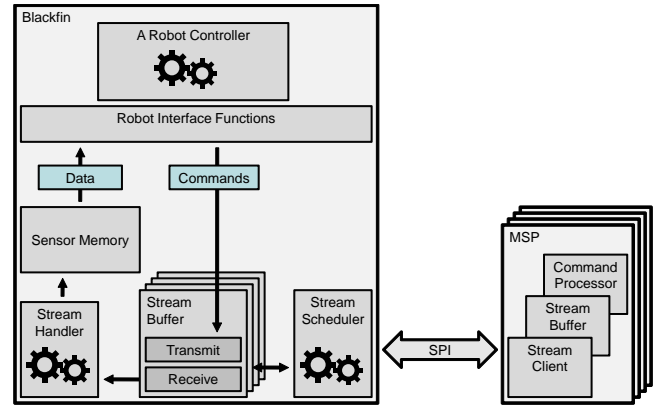 Blackfin
A Robot Controller
Robot Interface Functions
Data
Commands
Sensor Memory
Stream
Handler
Stream
Buffer
Transmit
Receive
Stream
Scheduler
SPI
MSP
Command
Processor
Stream
Buffer
Stream
Client